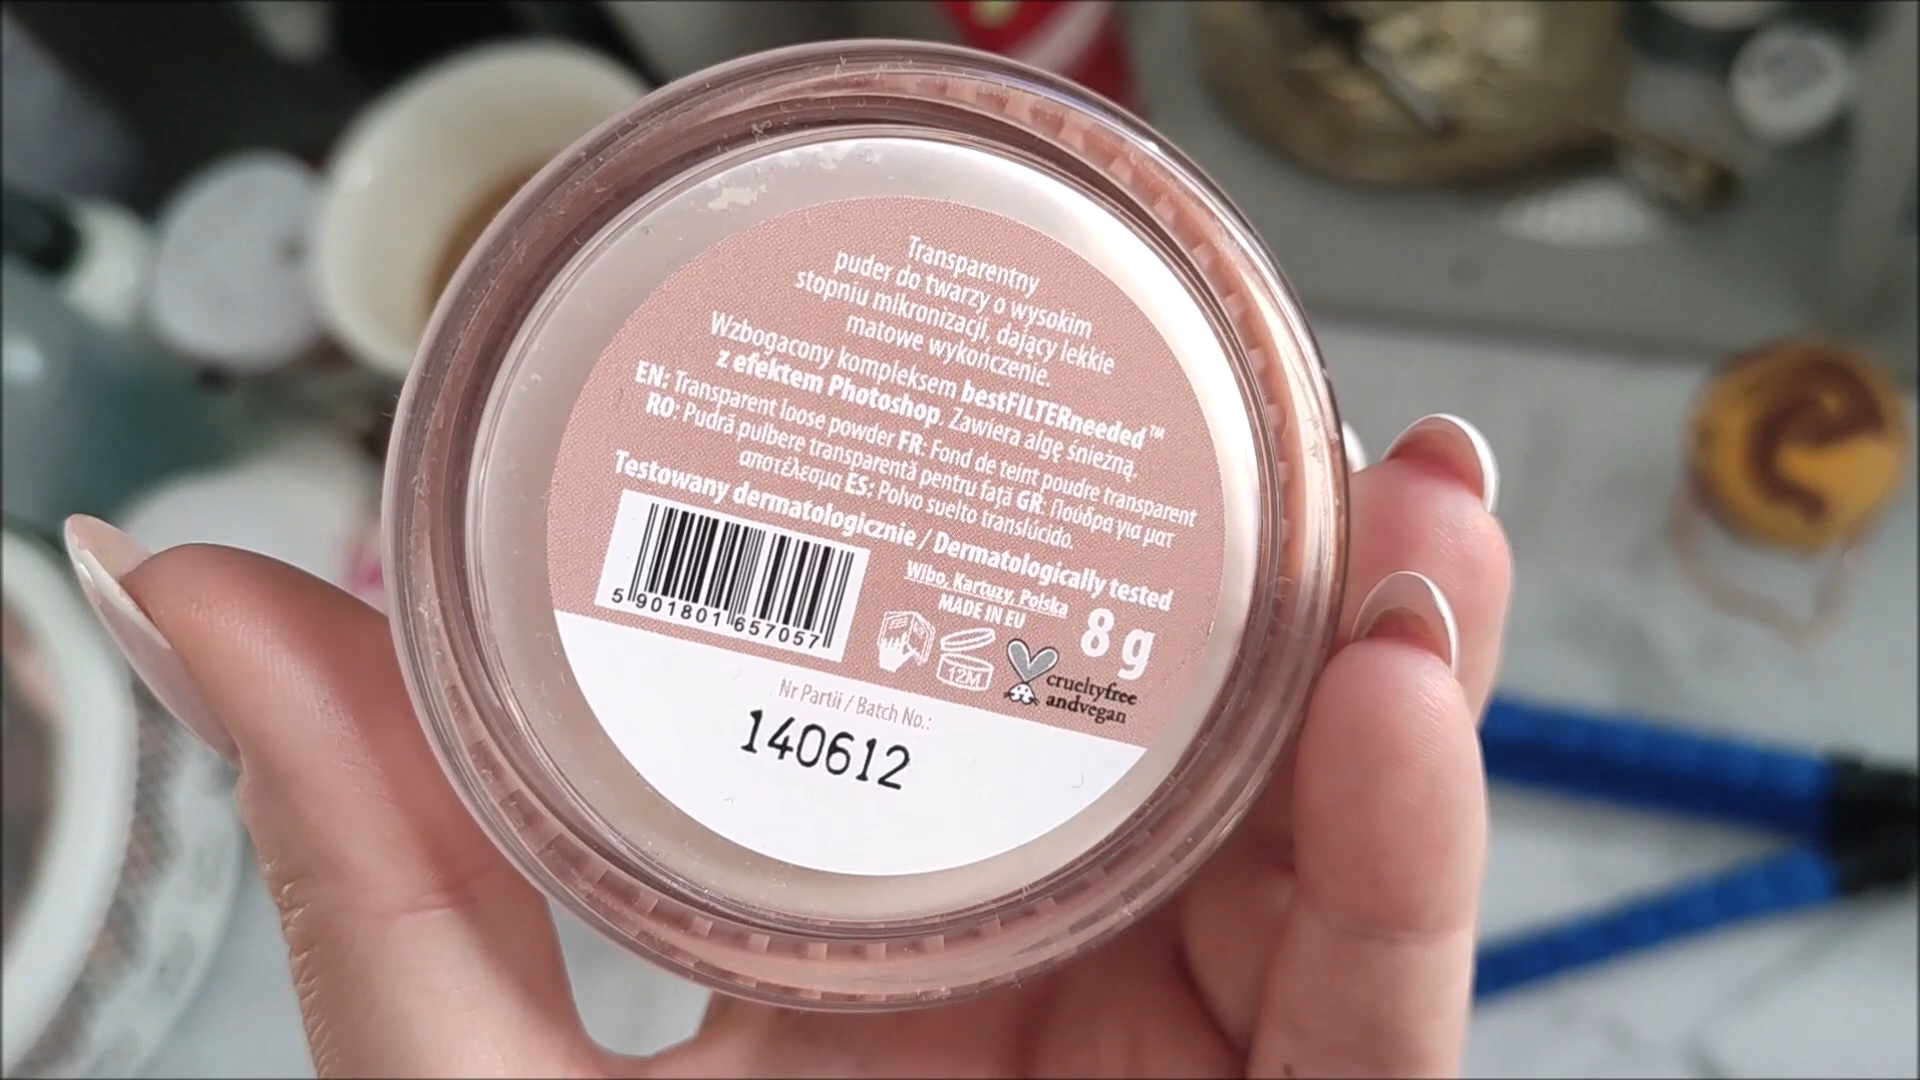 Transparentny
puder do twarzy o wysokim
stopniu mikronizacji, dający lekkie
matowe wykończenie.
Wzbogacony kompleksem bestFILTERneeded™
z efektem Photoshop. Zawiera algę śnieżną.
EN: Transparent loose powder FR: Fond de teint poudre transparent
RO: Pudră pulbere transparentă pentru față GR: Πούδρα για ματ
αποτέλεσμα ES: Polvo suelto translúcido.
Testowany dermatologicznie / Dermatologically tested
Wibo, Kartuzy, Polska
MADE IN EU
8 g
5 901801 657057
12M
crueltyfree
andvegan
Nr Partii / Batch No.:
140612